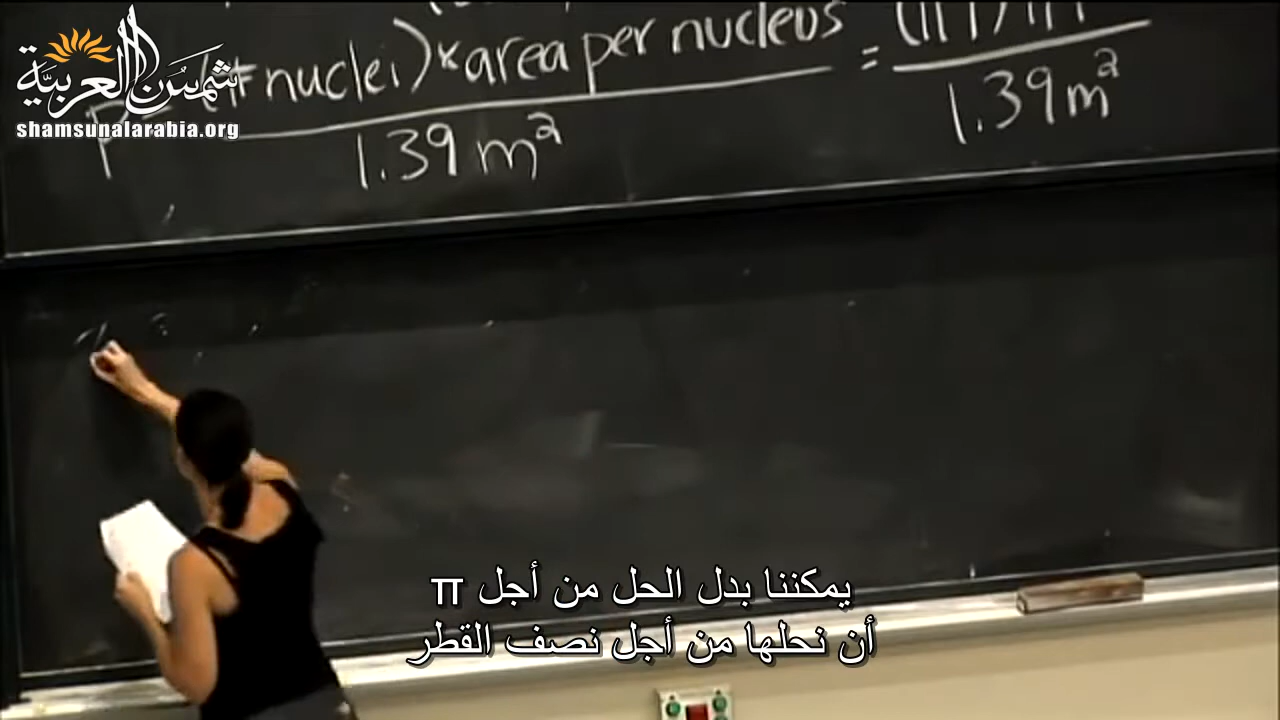 شمسن العربية
shamsunalarabia.org
P = (# nuclei) * area per nucleus =
1.39 m²
1.39 m²
يمكننا بدل الحل من أجل π
أن نحلها من أجل نصف القطر